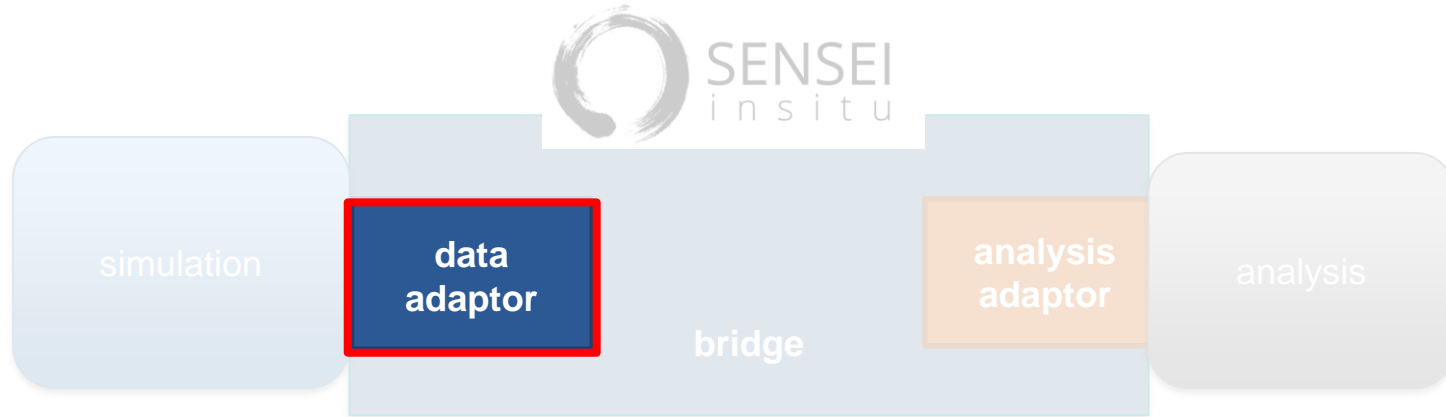 SENSEI
insitu
simulation
data
adaptor
bridge
analysis
adaptor
analysis